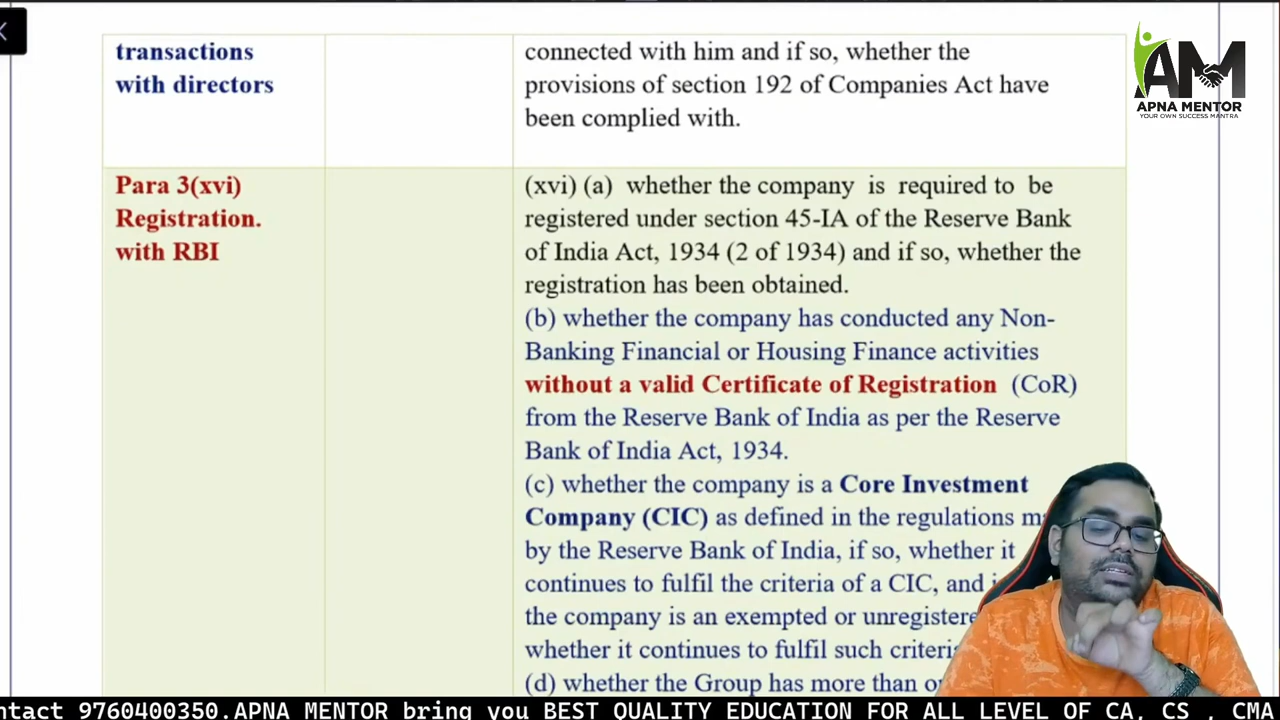 transactions
with directors
connected with him and if so, whether the
provisions of section 192 of Companies Act have
been complied with.
AM
APNA MENTOR
YOUR OWN SUCCESS MANTRA
Para 3(xvi)
Registration.
with RBI
(xvi) (a) whether the company is required to be
registered under section 45-IA of the Reserve Bank
of India Act, 1934 (2 of 1934) and if so, whether the
registration has been obtained.
(b) whether the company has conducted any Non-
Banking Financial or Housing Finance activities
without a valid Certificate of Registration (CoR)
from the Reserve Bank of India as per the Reserve
Bank of India Act, 1934.
(c) whether the company is a Core Investment
Company (CIC) as defined in the regulations
by the Reserve Bank of India, if so, whether it
continues to fulfil the criteria of a CIC, and
the company is an exempted or
whether it continues to fulfil such
(d) whether the Group has more than
9760400350.APNA MENTOR bring you BEST QUALITY EDUCATION FOR ALL LEVEL OF CA, CS , CMA